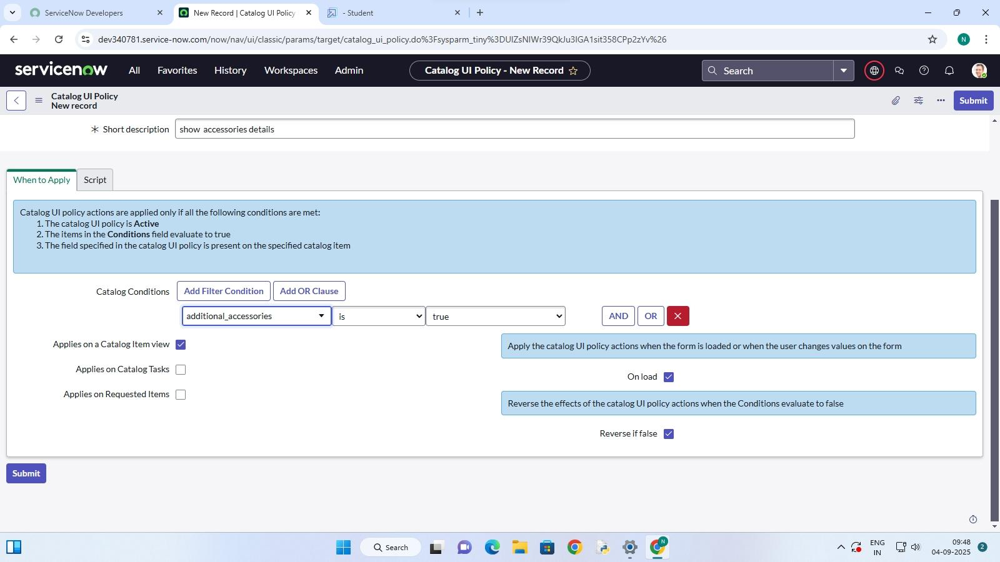 ServiceNow Developers
New Record | Catalog UI Policy
- Student
dev340781.service-now.com/now/nav/ui/classic/params/target/catalog_ui_policy.do%3Fsysparm_tiny%3DUlZsNIWr39QkJu3lGA1sit358CPp2zYv%26
N
servicenow
All
Favorites
History
Workspaces
Admin
Catalog UI Policy - New Record
Search
Catalog UI Policy
New record
Submit
Short description
show accessories details
When to Apply
Script
Catalog UI policy actions are applied only if all the following conditions are met:
1. The catalog UI policy is Active
2. The items in the Conditions field evaluate to true
3. The field specified in the catalog UI policy is present on the specified catalog item
Catalog Conditions
Add Filter Condition
Add OR Clause
additional_accessories
is
true
AND
OR
Applies on a Catalog Item view
Apply the catalog UI policy actions when the form is loaded or when the user changes values on the form
Applies on Catalog Tasks
On load
Applies on Requested Items
Reverse the effects of the catalog UI policy actions when the Conditions evaluate to false
Reverse if false
Submit
Search
N
ENG
IN
09:48
04-09-2025
2